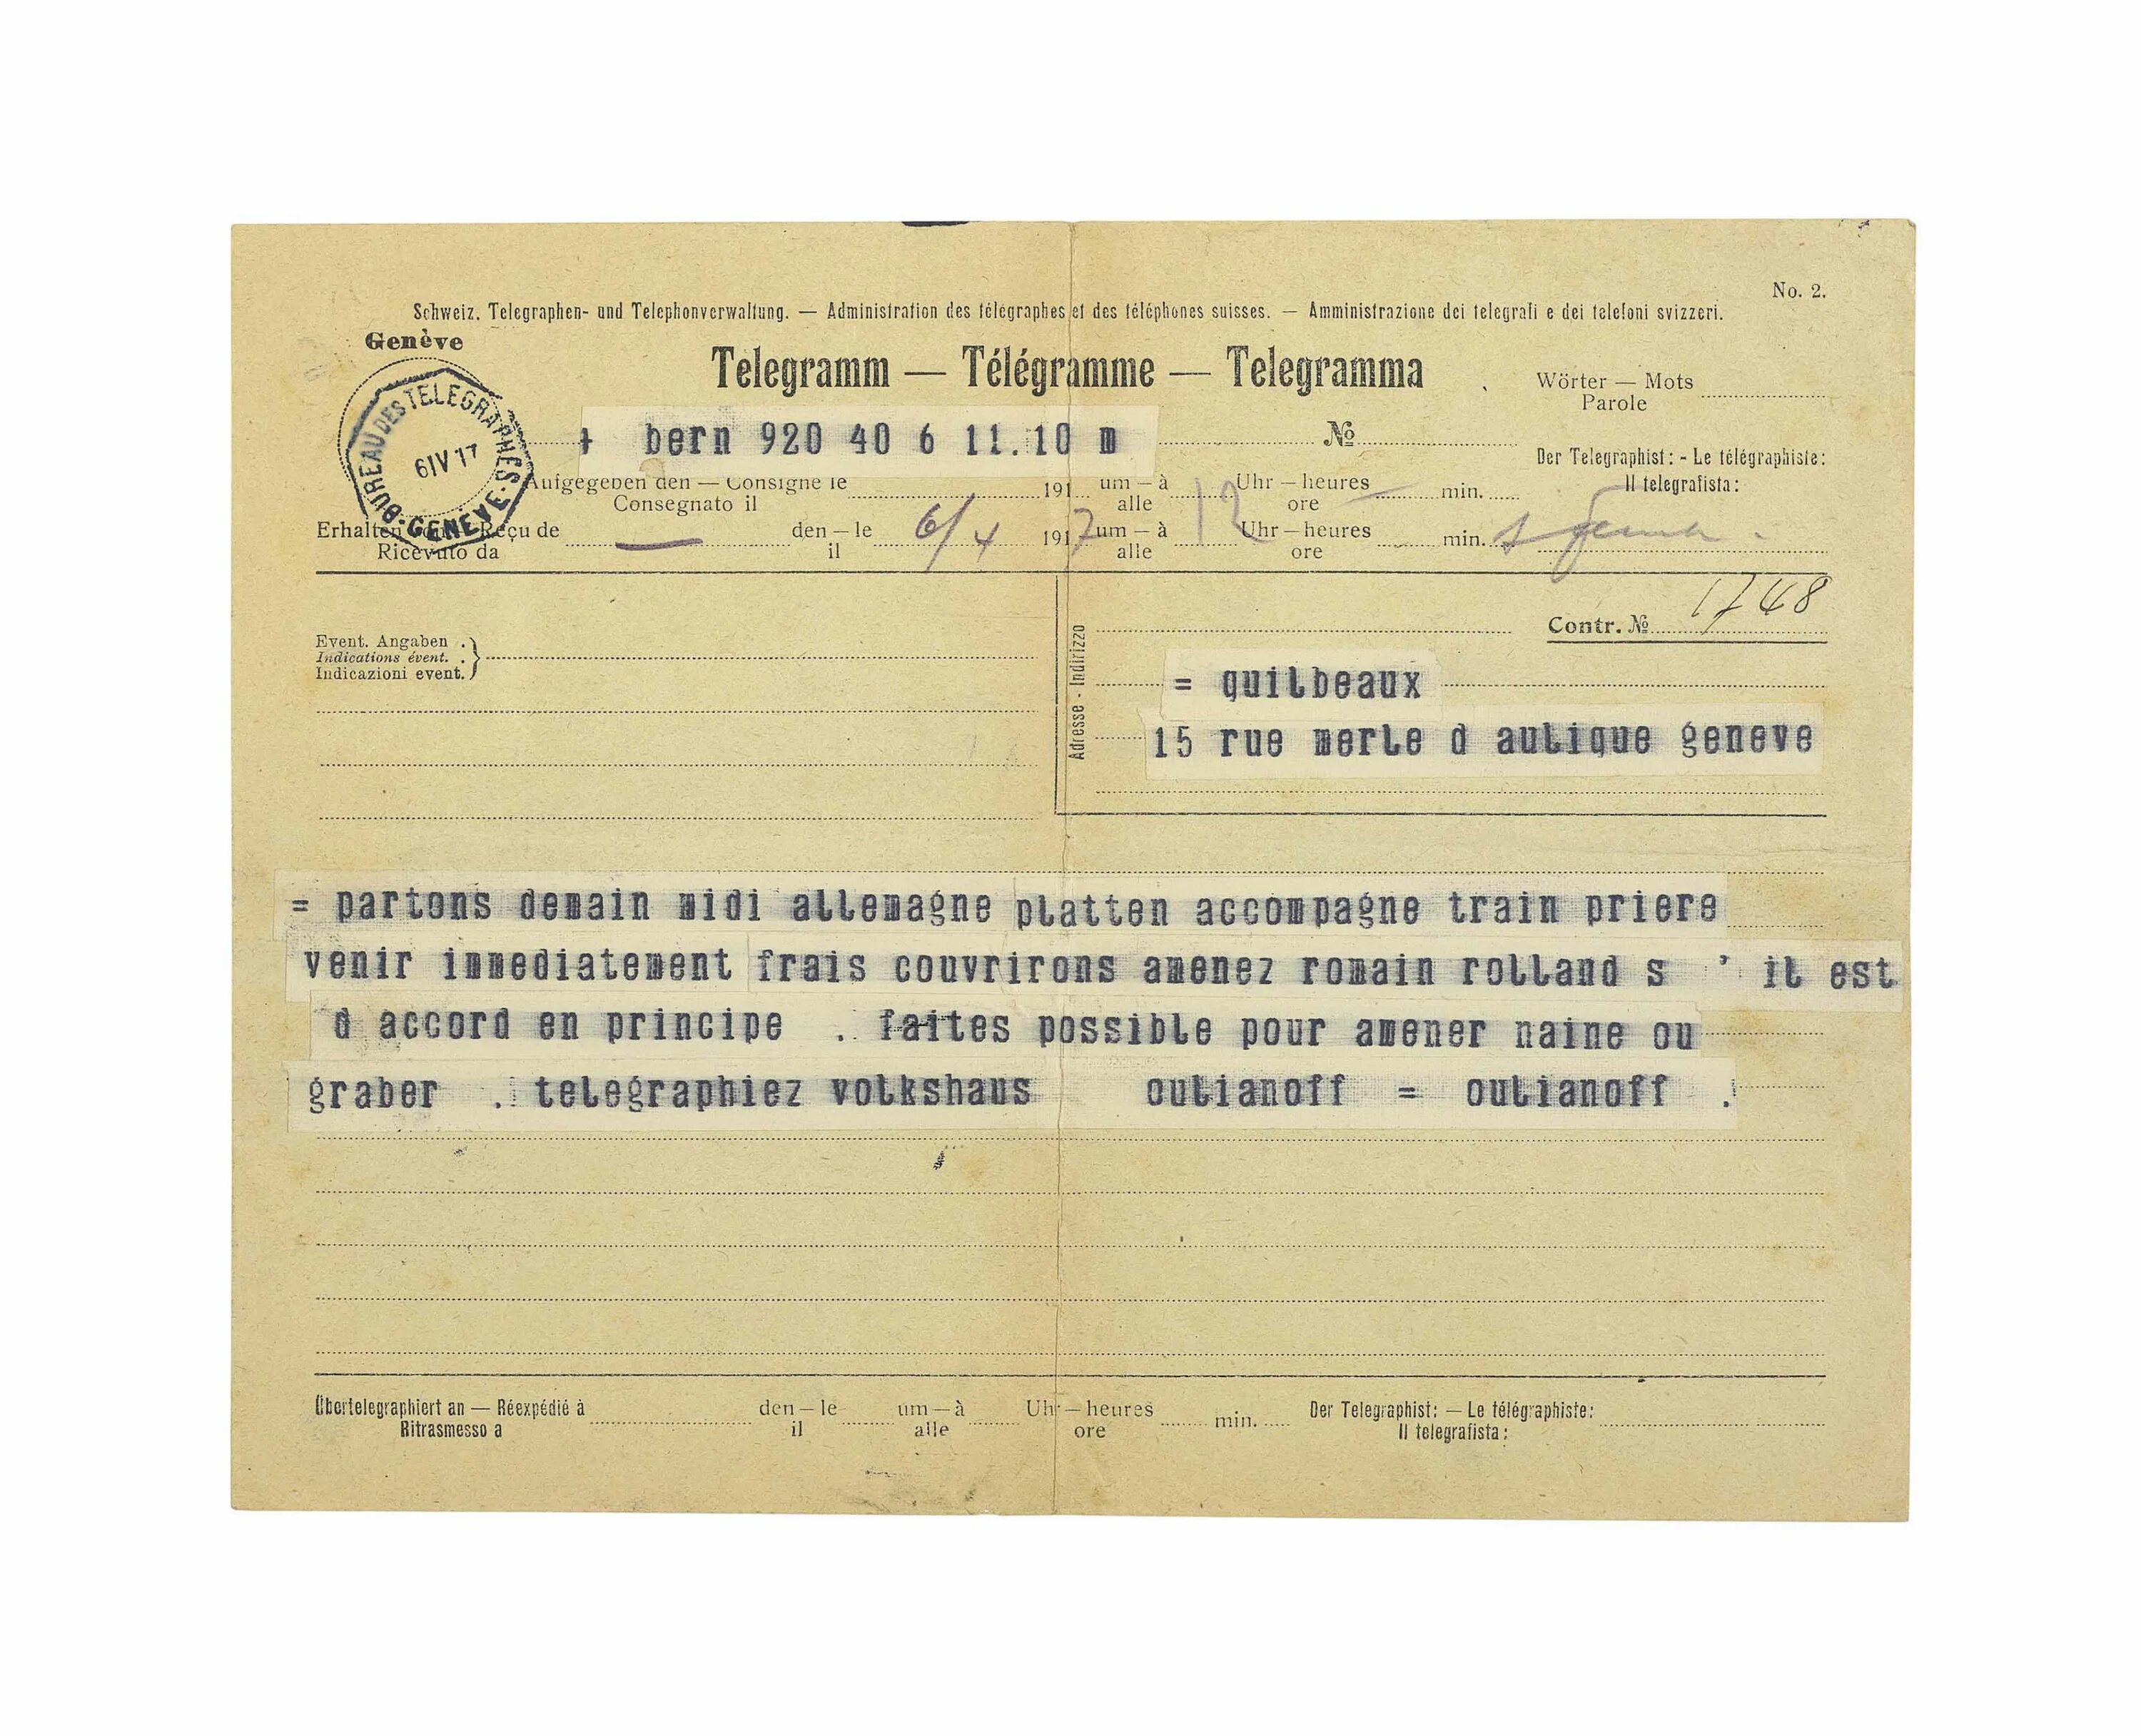 No. 2.
Schweiz. Telegraphen- und Telephonverwaltung. — Administration des télégraphes et des téléphones suisses. — Amministrazione dei telegrafi e dei telefoni svizzeri.
Genève
Telegramm — Télégramme — Telegramma
Wörter — Mots
Parole
BUREAU DES TELEGRAPHES · GENEVE ·
6 IV 17
+ bern 920 40 6 11.10 m
№
Der Telegraphist: - Le télégraphiste:
Il telegrafista:
Aufgegeben den — Consigne le 191 um — à Uhr — heures min.
Consegnato il alle ore
Erhalten Reçu de — den — le 6/4 1917 um — à 12 Uhr — heures min.
Ricevuto da il alle ore
Contr. № 1748
Event. Angaben
Indications évent.
Indicazioni event.
Adresse - Indirizzo
= guilbeaux
15 rue merle d aubique geneve
= partons demain midi allemagne platten accompagne train priere
venir immediatement frais couvrirons amenez romain rolland s ' il est
d accord en principe . faites possible pour amener naine ou
graber . telegraphiez volkshaus oulianoff = oulianoff .
Übertelegraphiert an — Réexpédié à den — le um — à Uhr — heures min. Der Telegraphist: — Le télégraphiste:
Ritrasmesso a il alle ore Il telegrafista: